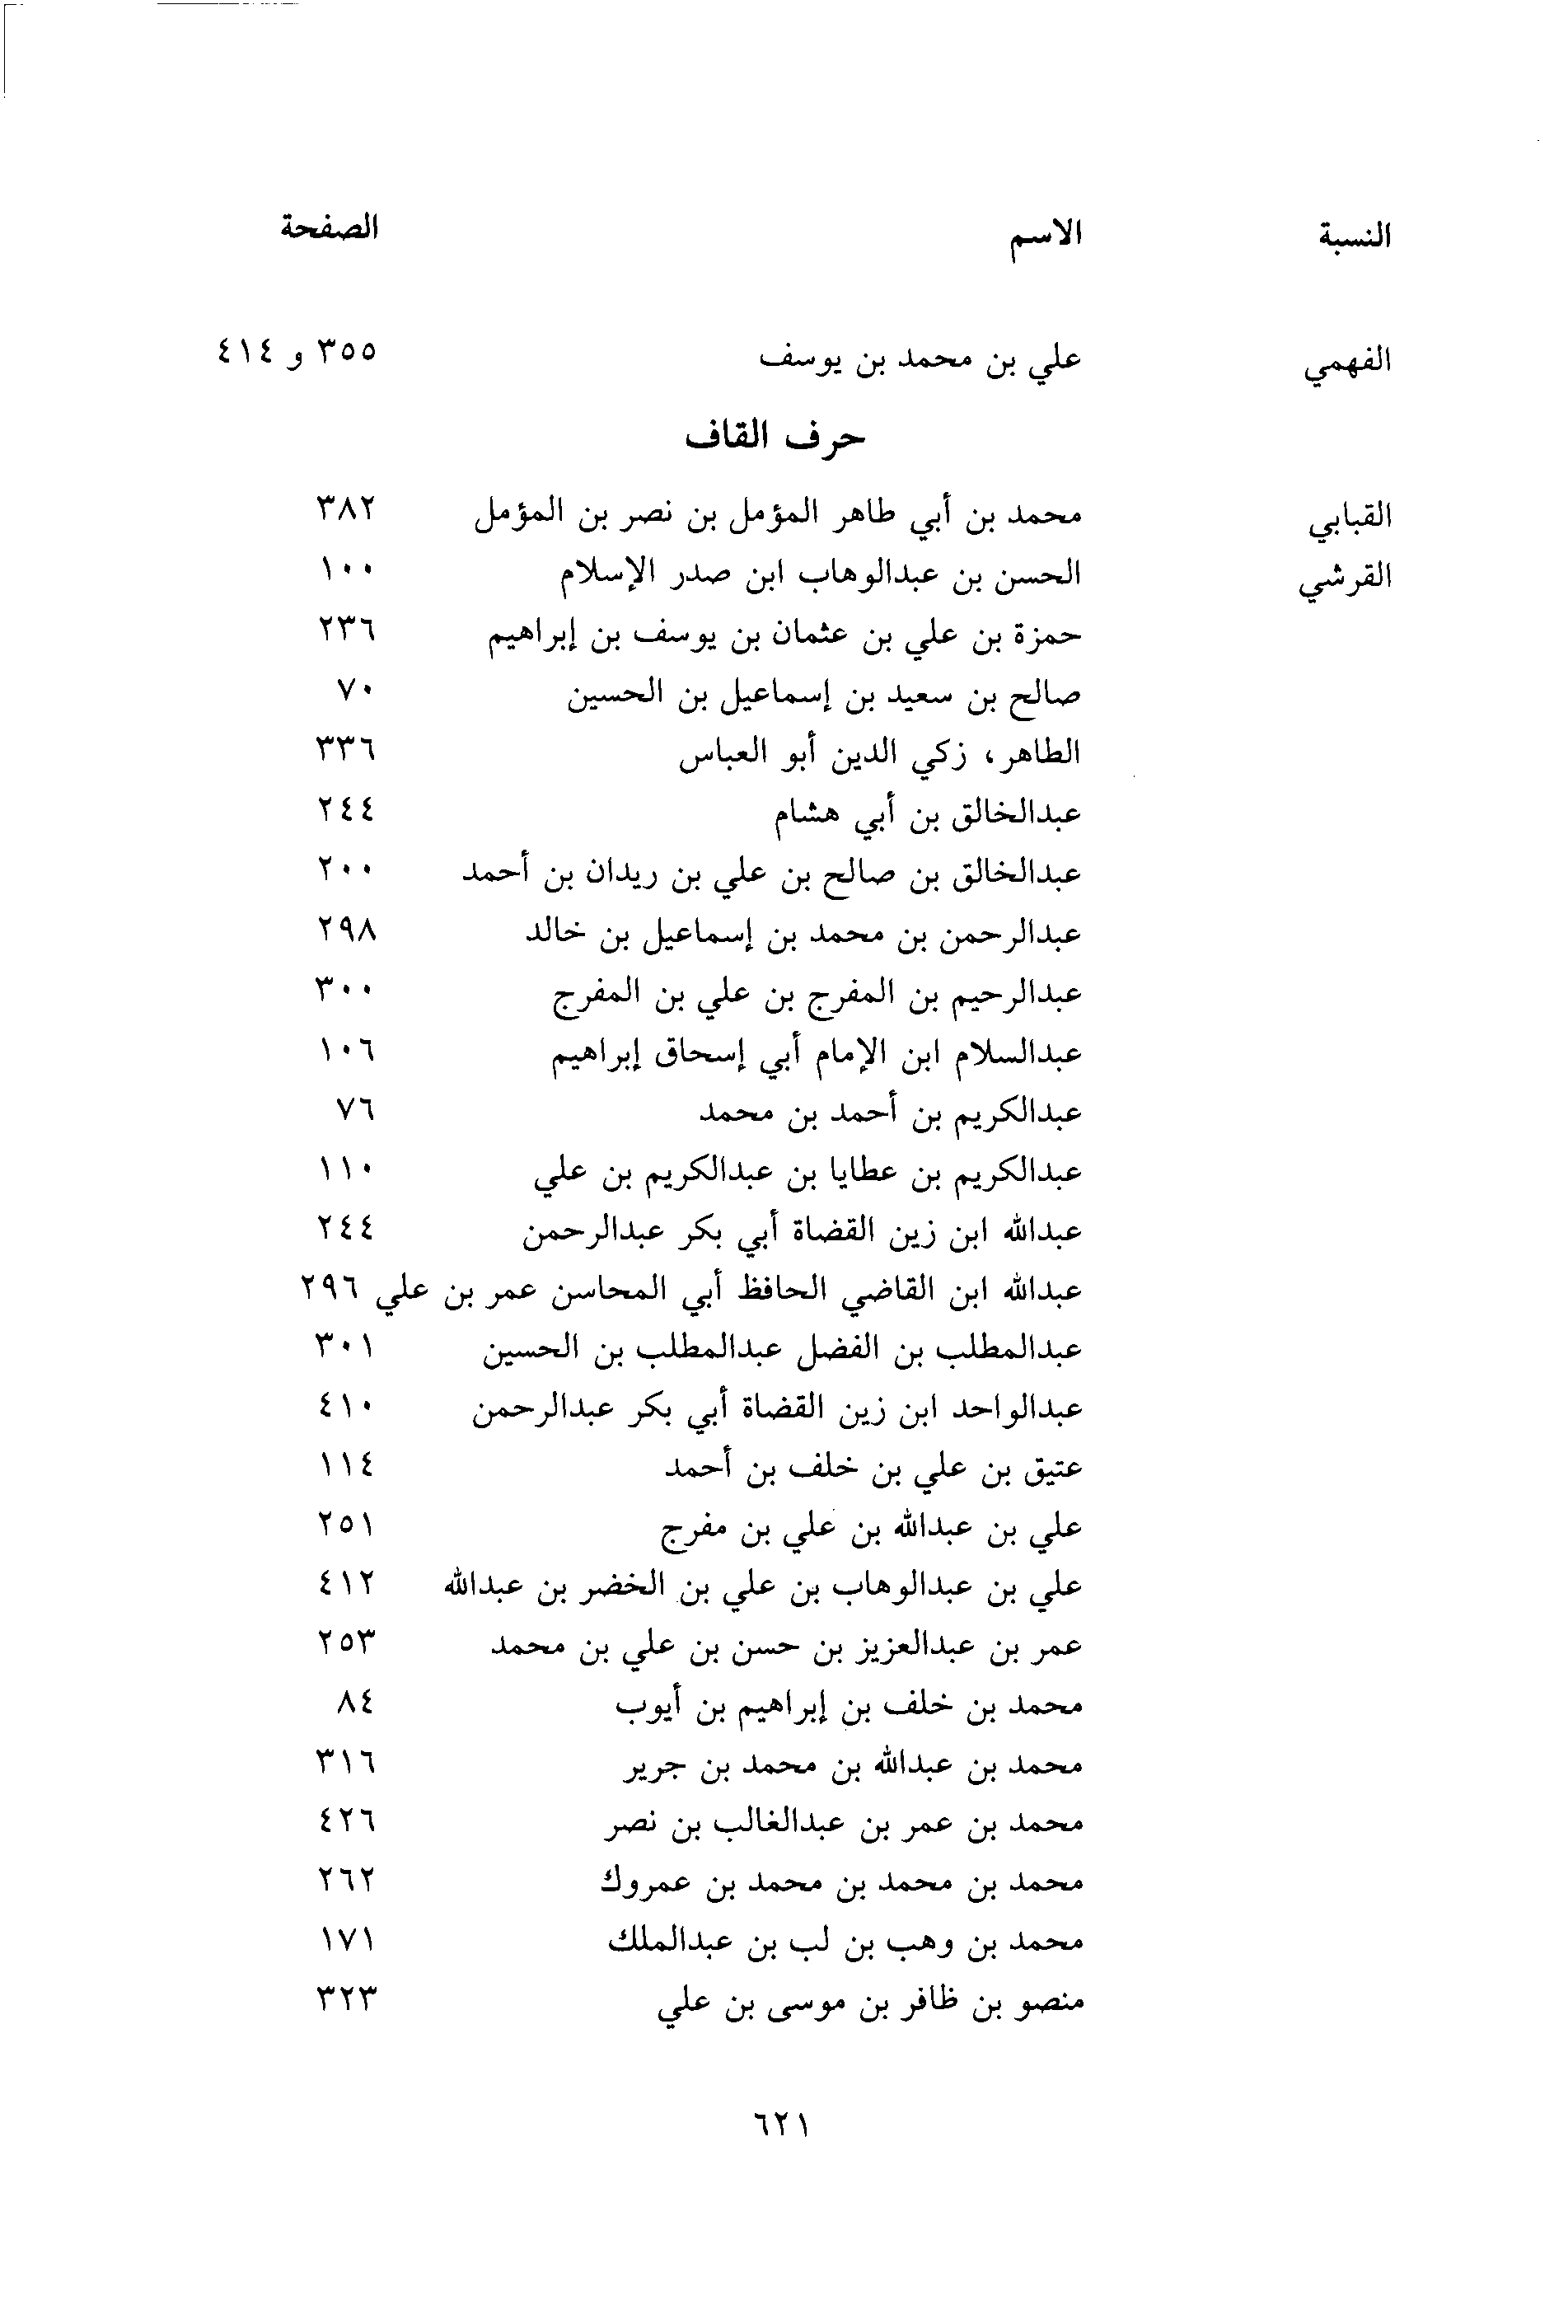 النسبة الاسم الصفحة
الفهمي علي بن محمد بن يوسف ٣٥٥ و ٤١٤
حرف القاف
القبابي محمد بن أبي طاهر المؤمل بن نصر بن المؤمل ٣٨٢
القرشي الحسن بن عبدالوهاب ابن صدر الإسلام ١٠٠
حمزة بن علي بن عثمان بن يوسف بن إبراهيم ٢٣٦
صالح بن سعيد بن إسماعيل بن الحسين ٧٠
الطاهر، زكي الدين أبو العباس ٣٣٦
عبدالخالق بن أبي هشام ٢٤٤
عبدالخالق بن صالح بن علي بن ريدان بن أحمد ٢٠٠
عبدالرحمن بن محمد بن إسماعيل بن خالد ٢٩٨
عبدالرحيم بن المفرج بن علي بن المفرج ٣٠٠
عبدالسلام ابن الإمام أبي إسحاق إبراهيم ١٠٦
عبدالكريم بن أحمد بن محمد ٧٦
عبدالكريم بن عطايا بن عبدالكريم بن علي ١١٠
عبدالله ابن زين القضاة أبي بكر عبدالرحمن ٢٤٤
عبدالله ابن القاضي الحافظ أبي المحاسن عمر بن علي ٢٩٦
عبدالمطلب بن الفضل عبدالمطلب بن الحسين ٣٠١
عبدالواحد ابن زين القضاة أبي بكر عبدالرحمن ٤١٠
عتيق بن علي بن خلف بن أحمد ١١٤
علي بن عبدالله بن علي بن مفرج ٢٥١
علي بن عبدالوهاب بن علي بن الخضر بن عبدالله ٤١٢
عمر بن عبدالعزيز بن حسن بن علي بن محمد ٢٥٣
محمد بن خلف بن إبراهيم بن أيوب ٨٤
محمد بن عبدالله بن محمد بن جرير ٣١٦
محمد بن عمر بن عبدالغالب بن نصر ٤٢٦
محمد بن محمد بن محمد بن عمروك ٢٦٢
محمد بن وهب بن لب بن عبدالملك ١٧١
منصو بن ظافر بن موسى بن علي ٣٢٣
٦٢١